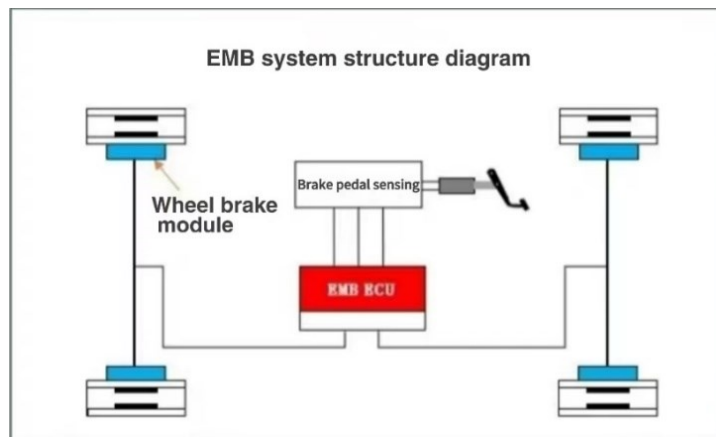 EMB system structure diagram
Brake pedal sensing
Wheel brake
module
EMB ECU